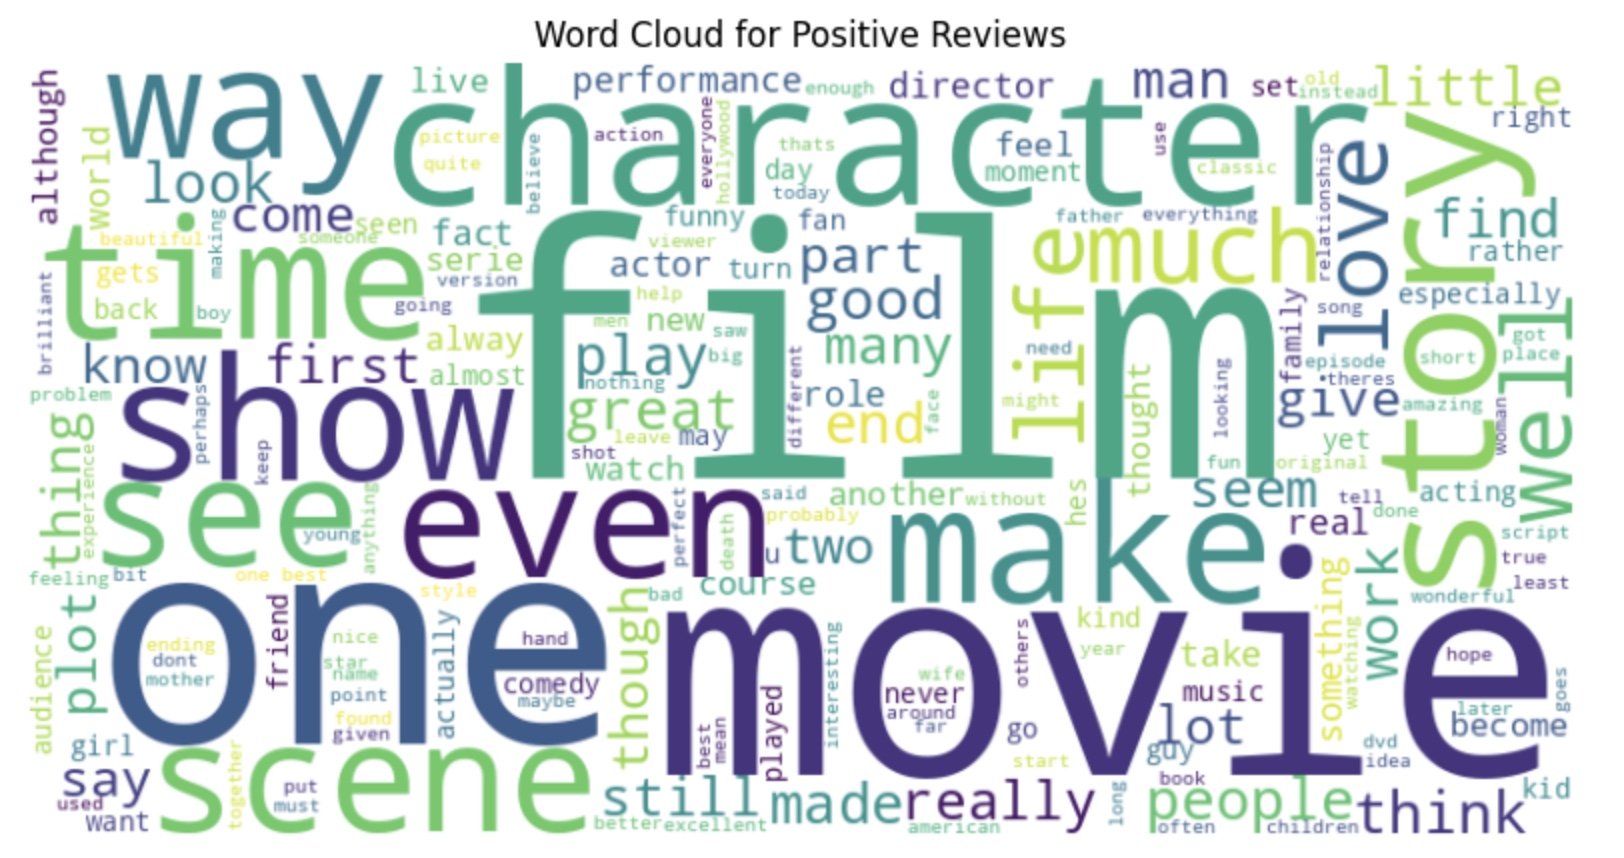 Word Cloud for Positive Reviews
although
way
live
performance
enough
director
man
set
old
instead
little
right
world
look
character
picture
quite
believe
action
everyone
hollywood
thats
day
today
feel
moment
use
classic
relationship
love
story
find
rather
come
seen
someone
beautiful
making
gets
back
boy
brilliant
time
fact
serie
version
going
film
funny
viewer
fan
actor
turn
part
good
father
everything
much
life
help
men
new
saw
big
many
especially
song
family
episode
theres
got
place
short
well
know
first
alway
almost
play
nothing
great
different
role
end
face
need
might
thought
looking
give
amazing
woman
problem
perhaps
show
keep
leave
may
shot
watch
fun
original
yet
thing
experience
see
young
anything
even
perfect
said
death
probably
u
two
another
without
hes
make
seem
tell
real
done
acting
script
true
least
wonderful
feeling
bit
one best
style
course
bad
though
plot
audience
one
ending
dont
mother
friend
nice
star
name
point
found
given
actually
hand
comedy
maybe
movie
best
mean
played
interesting
wife
never
around
far
others
go
kind
year
take
music
lot
guy
something
watching
work
hope
later
become
goes
girl
say
used
want
scene
together
put
must
still
better
excellent
made
really
american
start
long
book
people
often
children
dvd
idea
think
kid